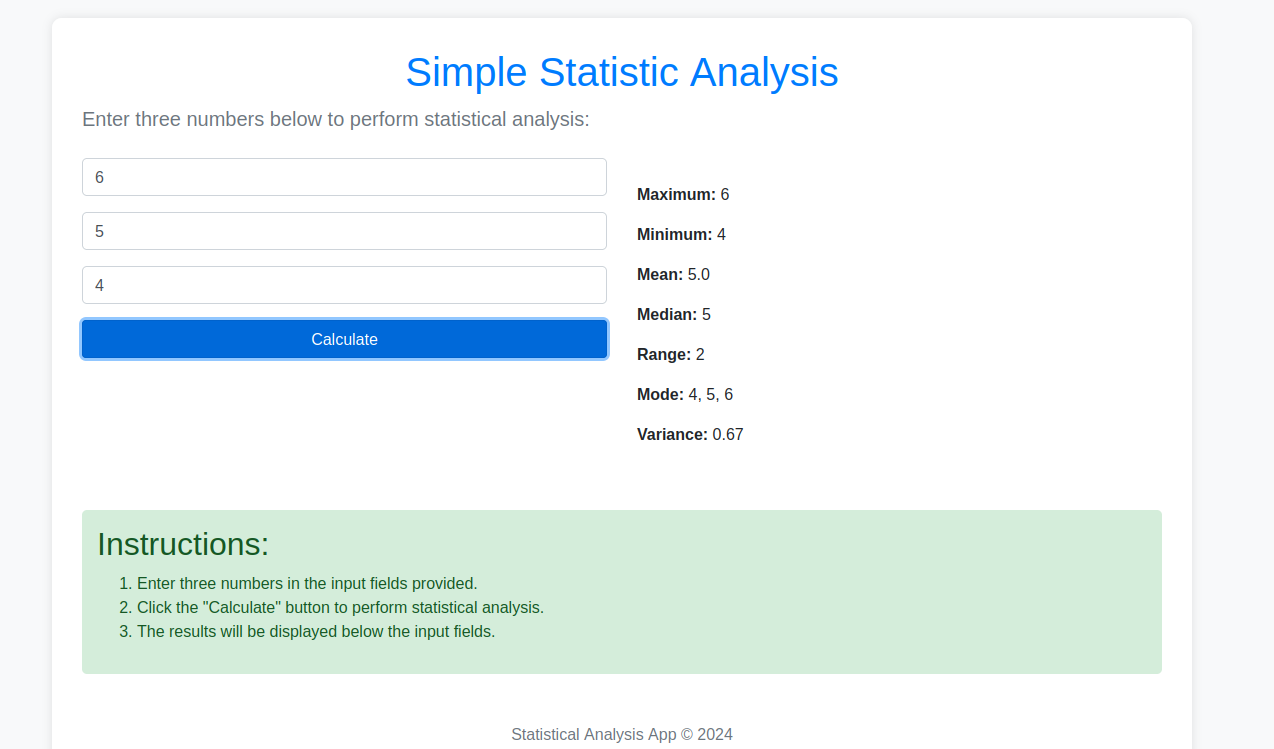 Simple Statistic Analysis
Enter three numbers below to perform statistical analysis:
6
5
4
Calculate
Maximum: 6
Minimum: 4
Mean: 5.0
Median: 5
Range: 2
Mode: 4, 5, 6
Variance: 0.67
Instructions:
1. Enter three numbers in the input fields provided.
2. Click the "Calculate" button to perform statistical analysis.
3. The results will be displayed below the input fields.
Statistical Analysis App © 2024